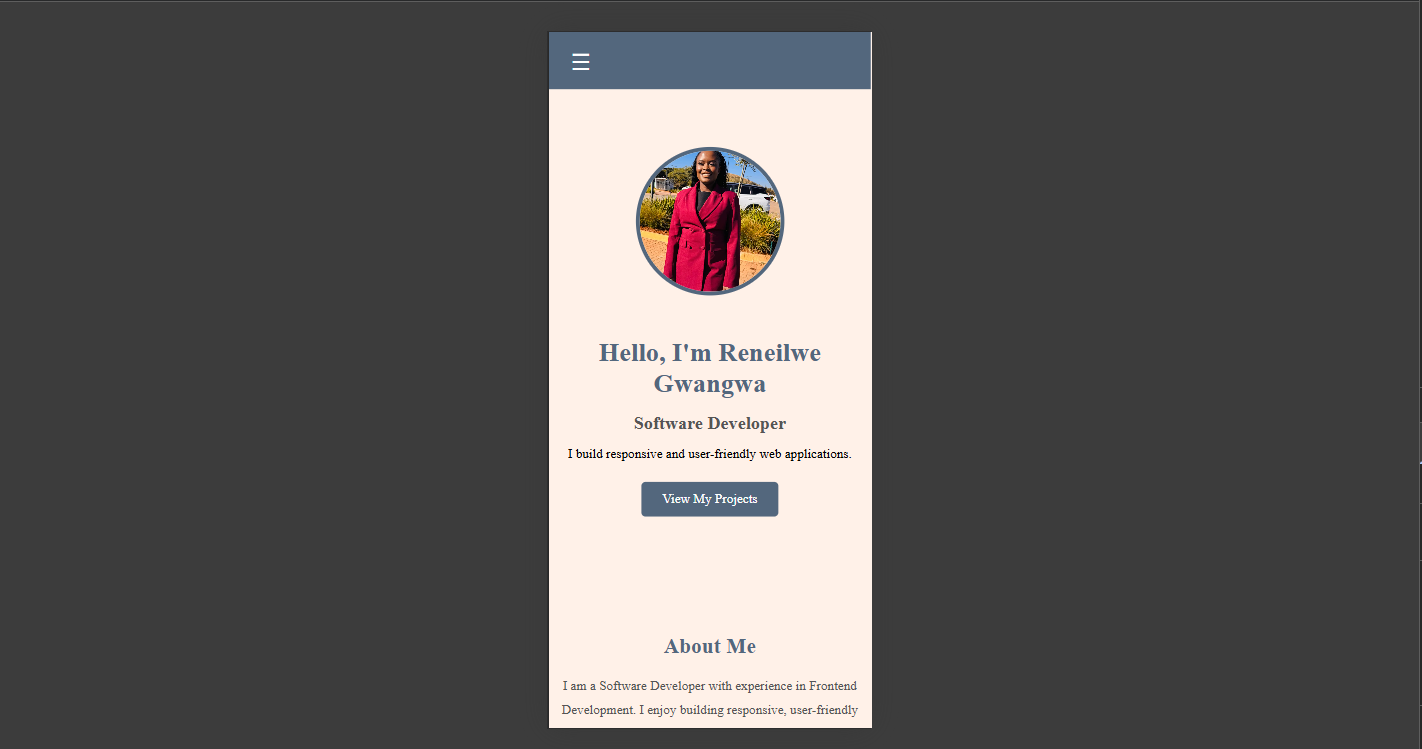 Hello, I'm Reneilwe
Gwangwa
Software Developer
I build responsive and user-friendly web applications.
View My Projects
About Me
I am a Software Developer with experience in Frontend
Development. I enjoy building responsive, user-friendly